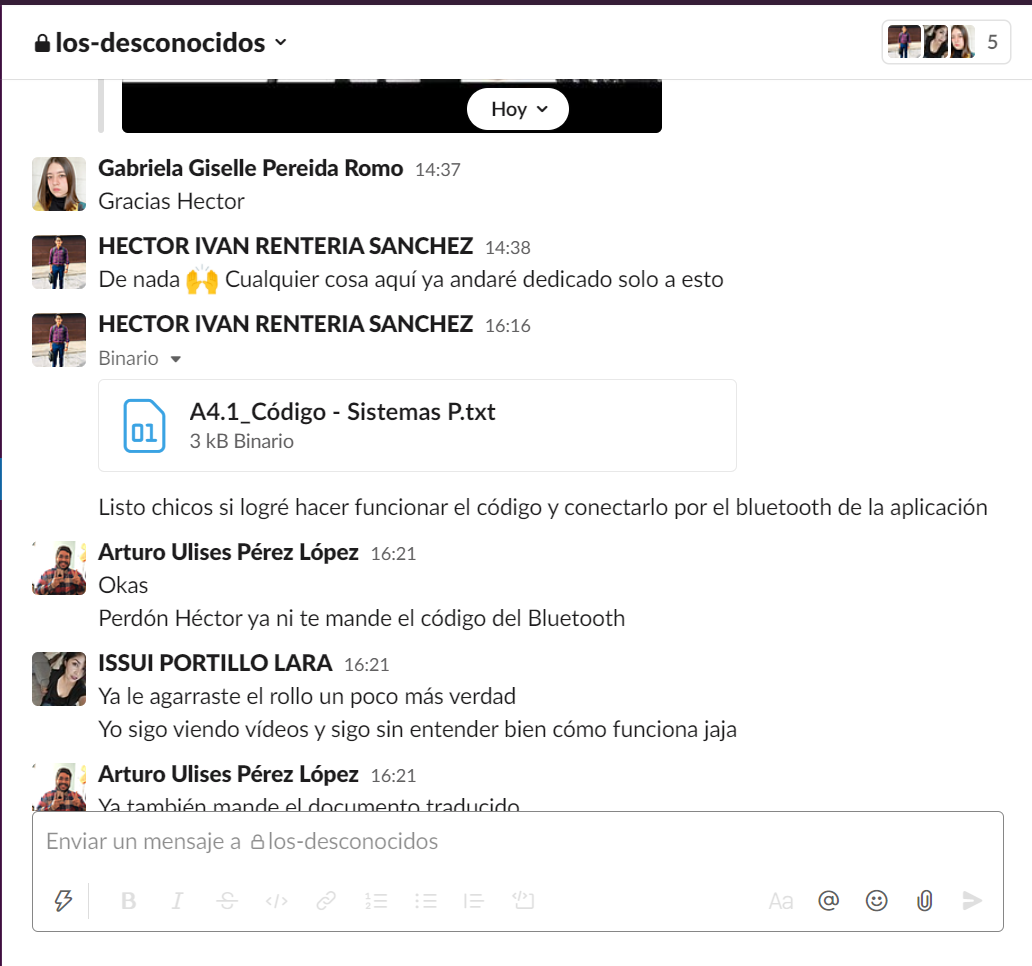 los-desconocidos
5
Hoy
Gabriela Giselle Pereida Romo 14:37
Gracias Hector
HECTOR IVAN RENTERIA SANCHEZ 14:38
De nada 🙌 Cualquier cosa aquí ya andaré dedicado solo a esto
HECTOR IVAN RENTERIA SANCHEZ 16:16
Binario
01
A4.1_Código - Sistemas P.txt
3 kB Binario
Listo chicos si logré hacer funcionar el código y conectarlo por el bluetooth de la aplicación
Arturo Ulises Pérez López 16:21
Okas
Perdón Héctor ya ni te mande el código del Bluetooth
ISSUI PORTILLO LARA 16:21
Ya le agarraste el rollo un poco más verdad
Yo sigo viendo vídeos y sigo sin entender bien cómo funciona jaja
Arturo Ulises Pérez López 16:21
Ya también mande el documento traducido
Enviar un mensaje a los-desconocidos
B I S </> Aa @